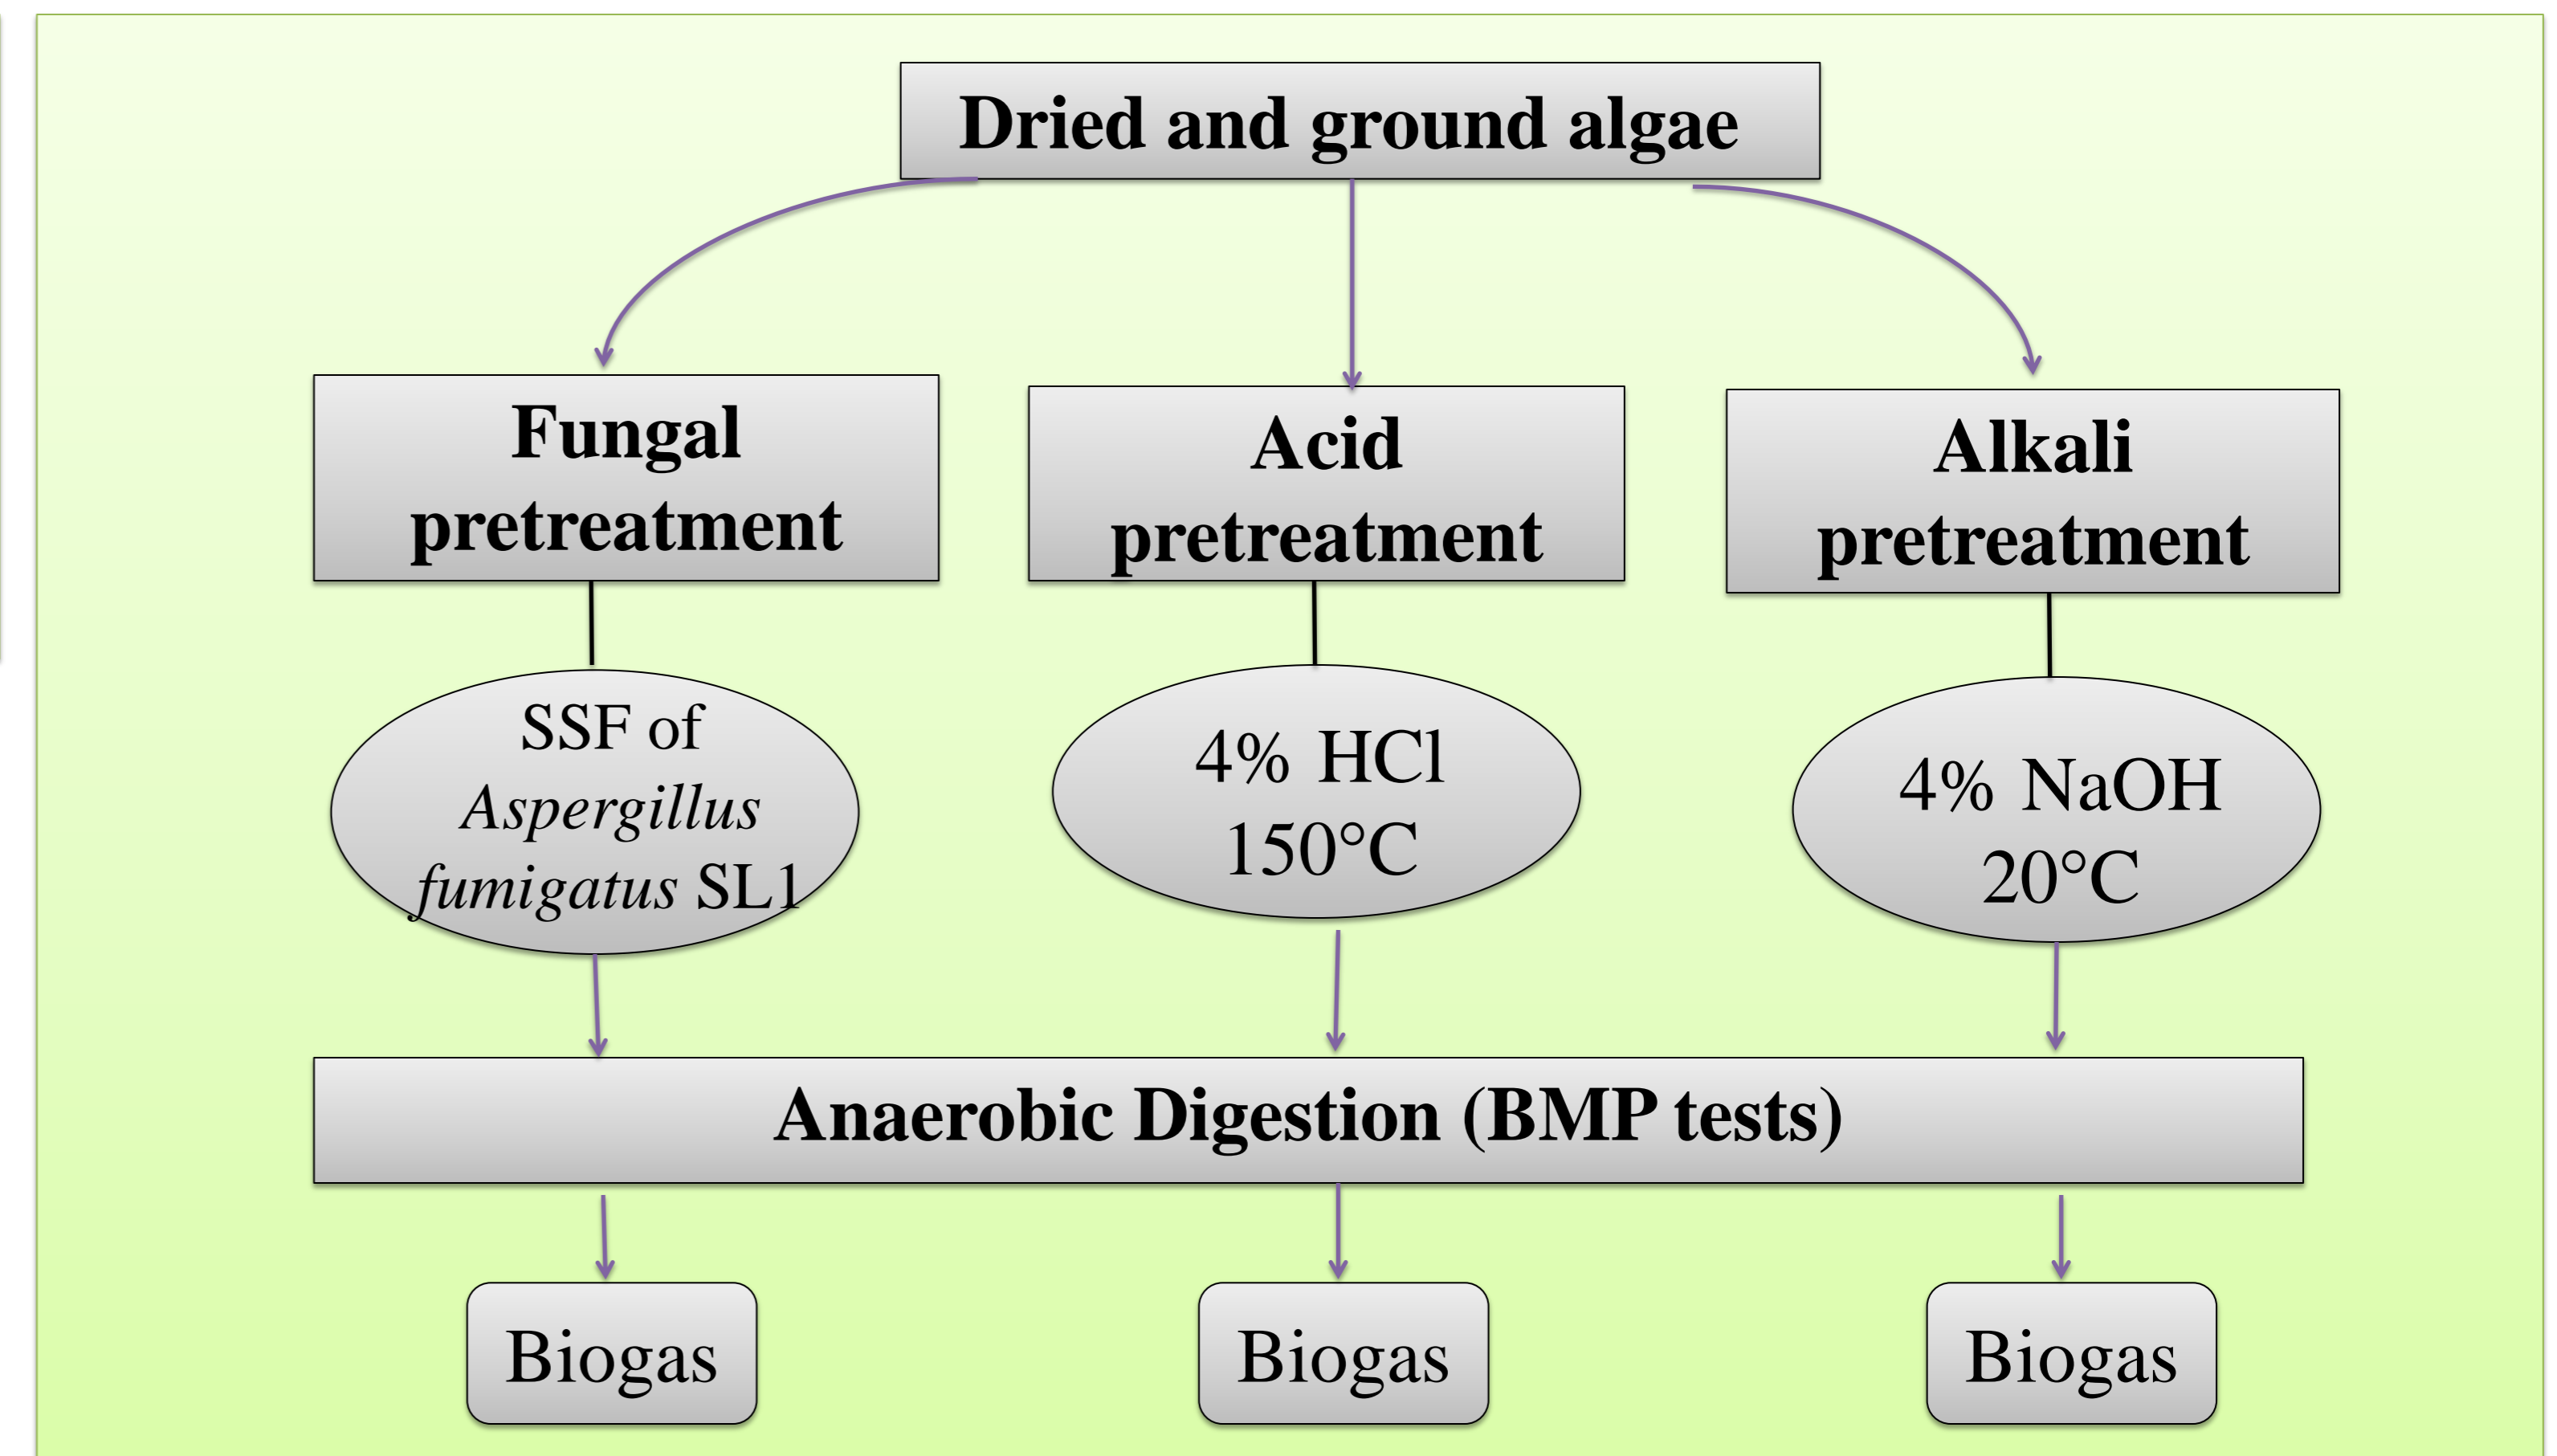 Dried and ground algae
Fungal
pretreatment
Acid
pretreatment
Alkali
pretreatment
SSF of
Aspergillus
fumigatus SL1
4% HCl
150°C
4% NaOH
20°C
Anaerobic Digestion (BMP tests)
Biogas
Biogas
Biogas